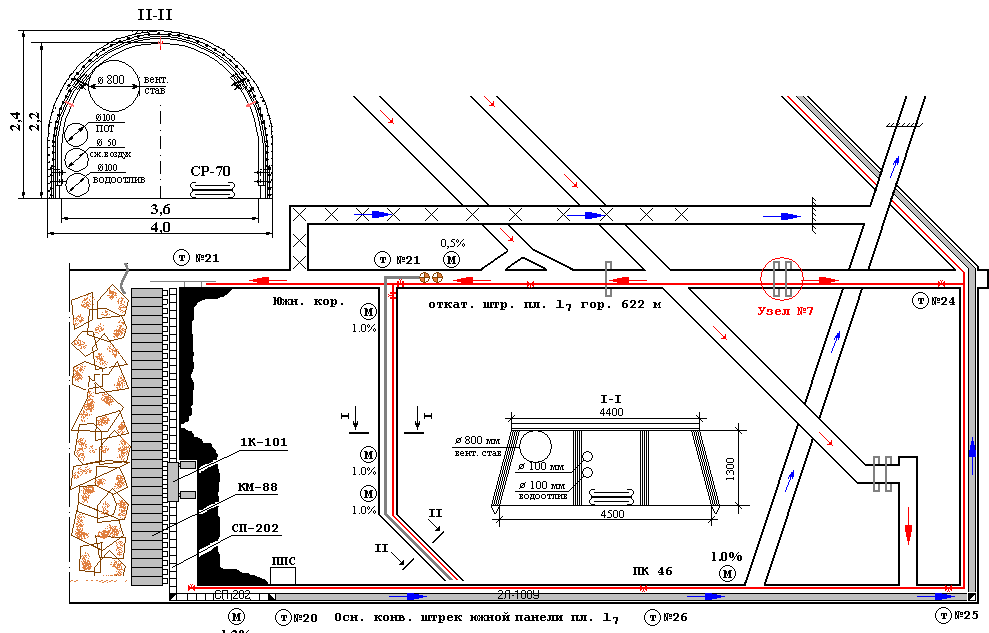 II-II
2,4
2,2
ø 800
вент.
став
ø100
ПОТ
ø 50
сж.воздух
ø100
водоотлив
СР-70
3,6
4,0
Т №21
Т №21
0,5%
М
Южн. кор.
М
1.0%
откат. штр. пл. l7 гор. 622 м
Узел №7
Т №24
I
I
I-I
4400
ø 800 мм
вент. став
ø 100 мм
ø 100 мм
водоотлив
1300
4500
1К-101
М
1.0%
КМ-88
М
1.0%
СП-202
II
II
ППС
ПК 46
1.0%
М
СП-202
2Л-100У
М
Т №20
Осн. конв. штрек южной панели пл. l7
Т №26
Т №25